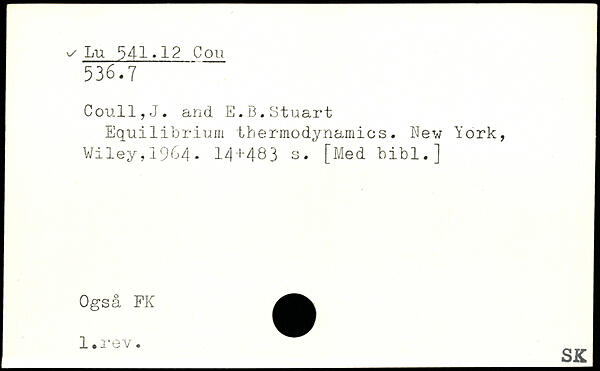 ✓ Lu 541.12 Cou
536.7
Coull,J. and E.B.Stuart
Equilibrium thermodynamics. New York,
Wiley,1964. 14+483 s. [Med bibl.]
Også FK
1.rev.
SK